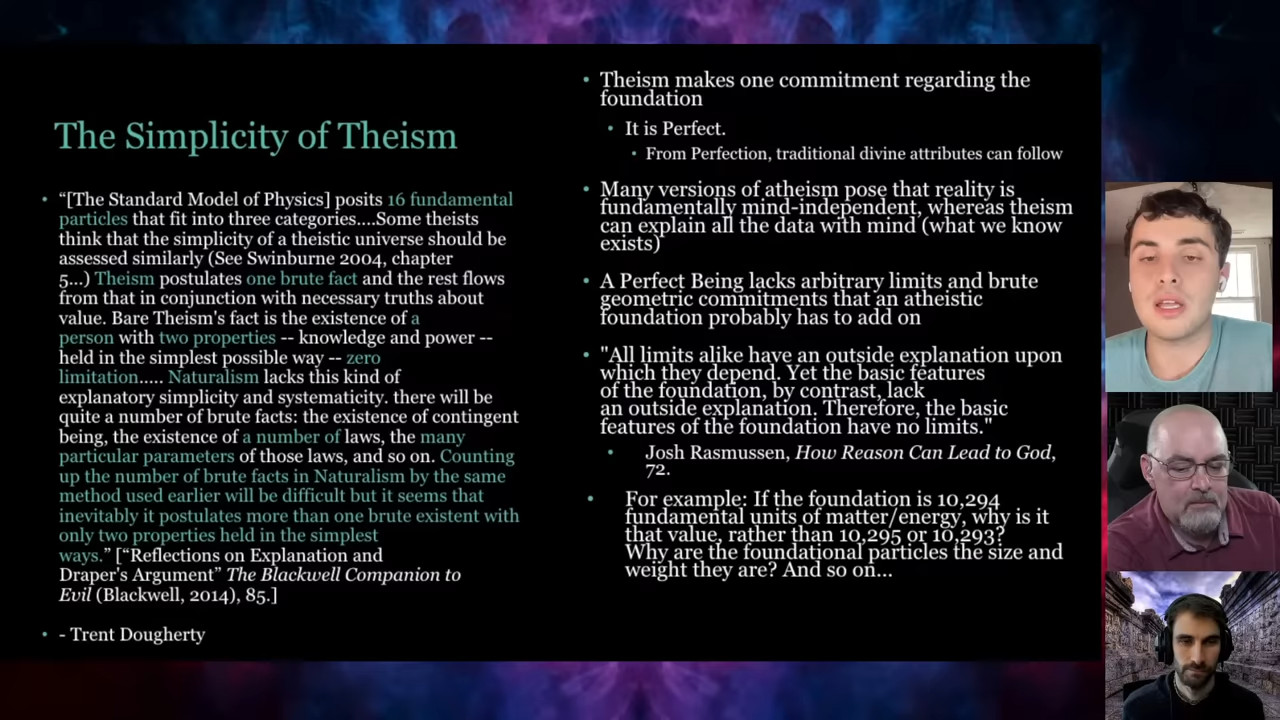 The Simplicity of Theism
• “[The Standard Model of Physics] posits 16 fundamental
particles that fit into three categories....Some theists
think that the simplicity of a theistic universe should be
assessed similarly (See Swinburne 2004, chapter
5...) Theism postulates one brute fact and the rest flows
from that in conjunction with necessary truths about
value. Bare Theism's fact is the existence of a
person with two properties -- knowledge and power --
held in the simplest possible way -- zero
limitation..... Naturalism lacks this kind of
explanatory simplicity and systematicity. there will be
quite a number of brute facts: the existence of contingent
being, the existence of a number of laws, the many
particular parameters of those laws, and so on. Counting
up the number of brute facts in Naturalism by the same
method used earlier will be difficult but it seems that
inevitably it postulates more than one brute existent with
only two properties held in the simplest
ways.” [“Reflections on Explanation and
Draper's Argument” The Blackwell Companion to
Evil (Blackwell, 2014), 85.]
• - Trent Dougherty
• Theism makes one commitment regarding the
foundation
• It is Perfect.
• From Perfection, traditional divine attributes can follow
• Many versions of atheism pose that reality is
fundamentally mind-independent, whereas theism
can explain all the data with mind (what we know
exists)
• A Perfect Being lacks arbitrary limits and brute
geometric commitments that an atheistic
foundation probably has to add on
• "All limits alike have an outside explanation upon
which they depend. Yet the basic features
of the foundation, by contrast, lack
an outside explanation. Therefore, the basic
features of the foundation have no limits."
• Josh Rasmussen, How Reason Can Lead to God,
72.
• For example: If the foundation is 10,294
fundamental units of matter/energy, why is it
that value, rather than 10,295 or 10,293?
Why are the foundational particles the size and
weight they are? And so on...